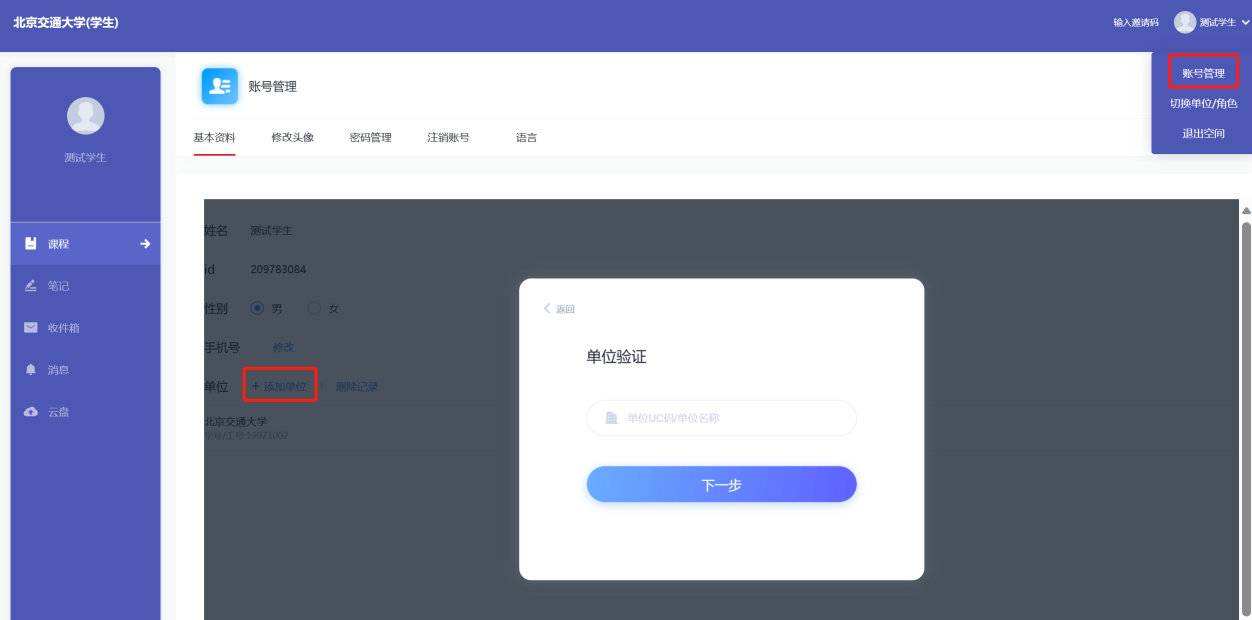 北京交通大学(学生)
输入邀请码
测试学生
账号管理
切换单位/角色
退出空间
测试学生
课程
笔记
收件箱
消息
云盘
账号管理
基本资料 修改头像 密码管理 注销账号 语言
姓名 测试学生
id 209783084
性别 男 女
手机号 修改
单位 + 添加单位 删除记录
北京交通大学
学号/工号:19971002
返回
单位验证
单位UC码/单位名称
下一步